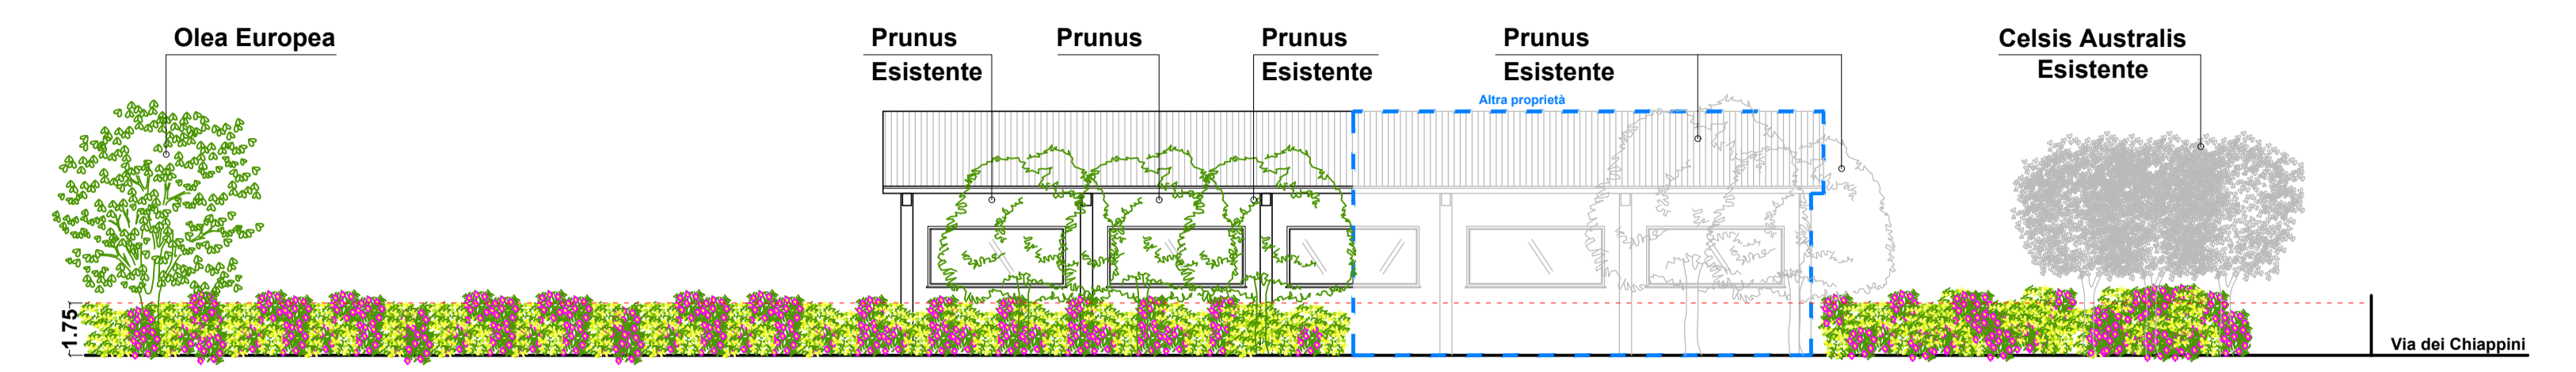 Olea Europea
Prunus
Esistente
Prunus
Prunus
Esistente
Prunus
Esistente
Celsis Australis
Esistente
Altra proprietà
1.75
Via dei Chiappini